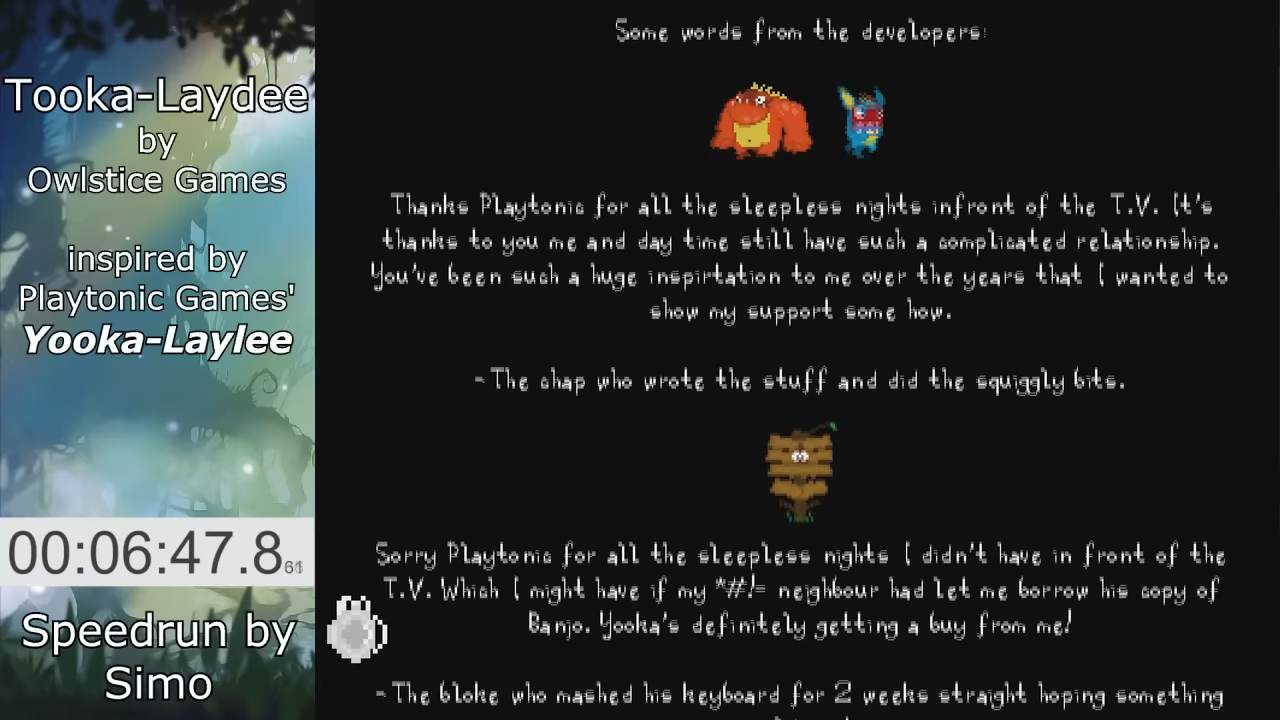 Tooka-Laydee
by
Owlstice Games
inspired by
Playtonic Games'
Yooka-Laylee
00:06:47.8
Speedrun by
Simo
Some words from the developers:
Thanks Playtonic for all the sleepless nights infront of the T.V. It's
thanks to you me and day time still have such a complicated relationship.
You've been such a huge inspirtation to me over the years that I wanted to
show my support some how.
-The chap who wrote the stuff and did the squiggly bits.
Sorry Playtonic for all the sleepless nights I didn't have in front of the
T.V. Which I might have if my *#!= neighbour had let me borrow his copy of
Banjo. Yooka's definitely getting a buy from me!
-The bloke who mashed his keyboard for 2 weeks straight hoping something